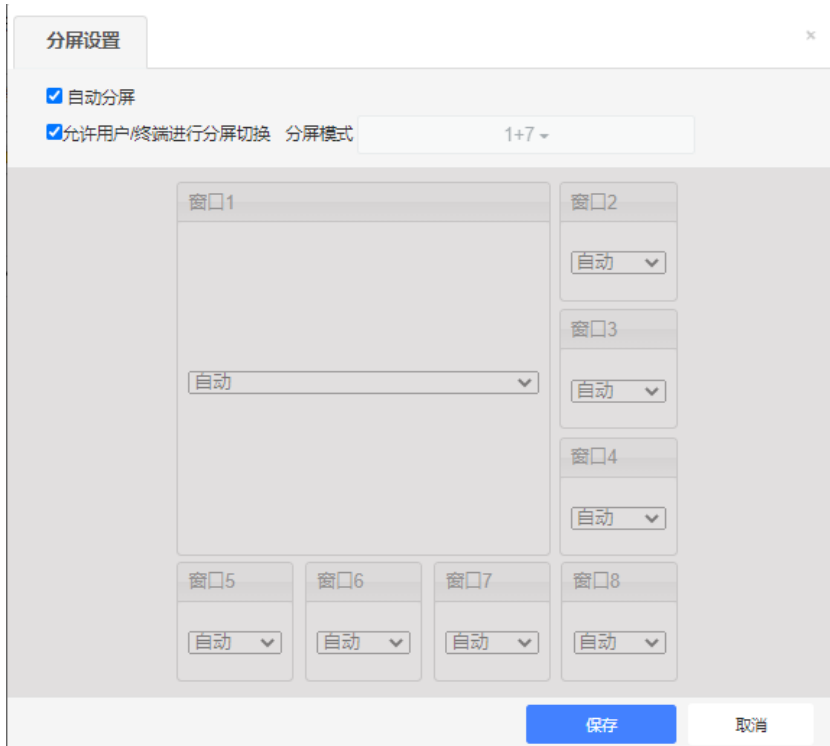 分屏设置
×
自动分屏
允许用户/终端进行分屏切换 分屏模式 1+7
窗口1
自动
窗口2
自动
窗口3
自动
窗口4
自动
窗口5
自动
窗口6
自动
窗口7
自动
窗口8
自动
保存
取消